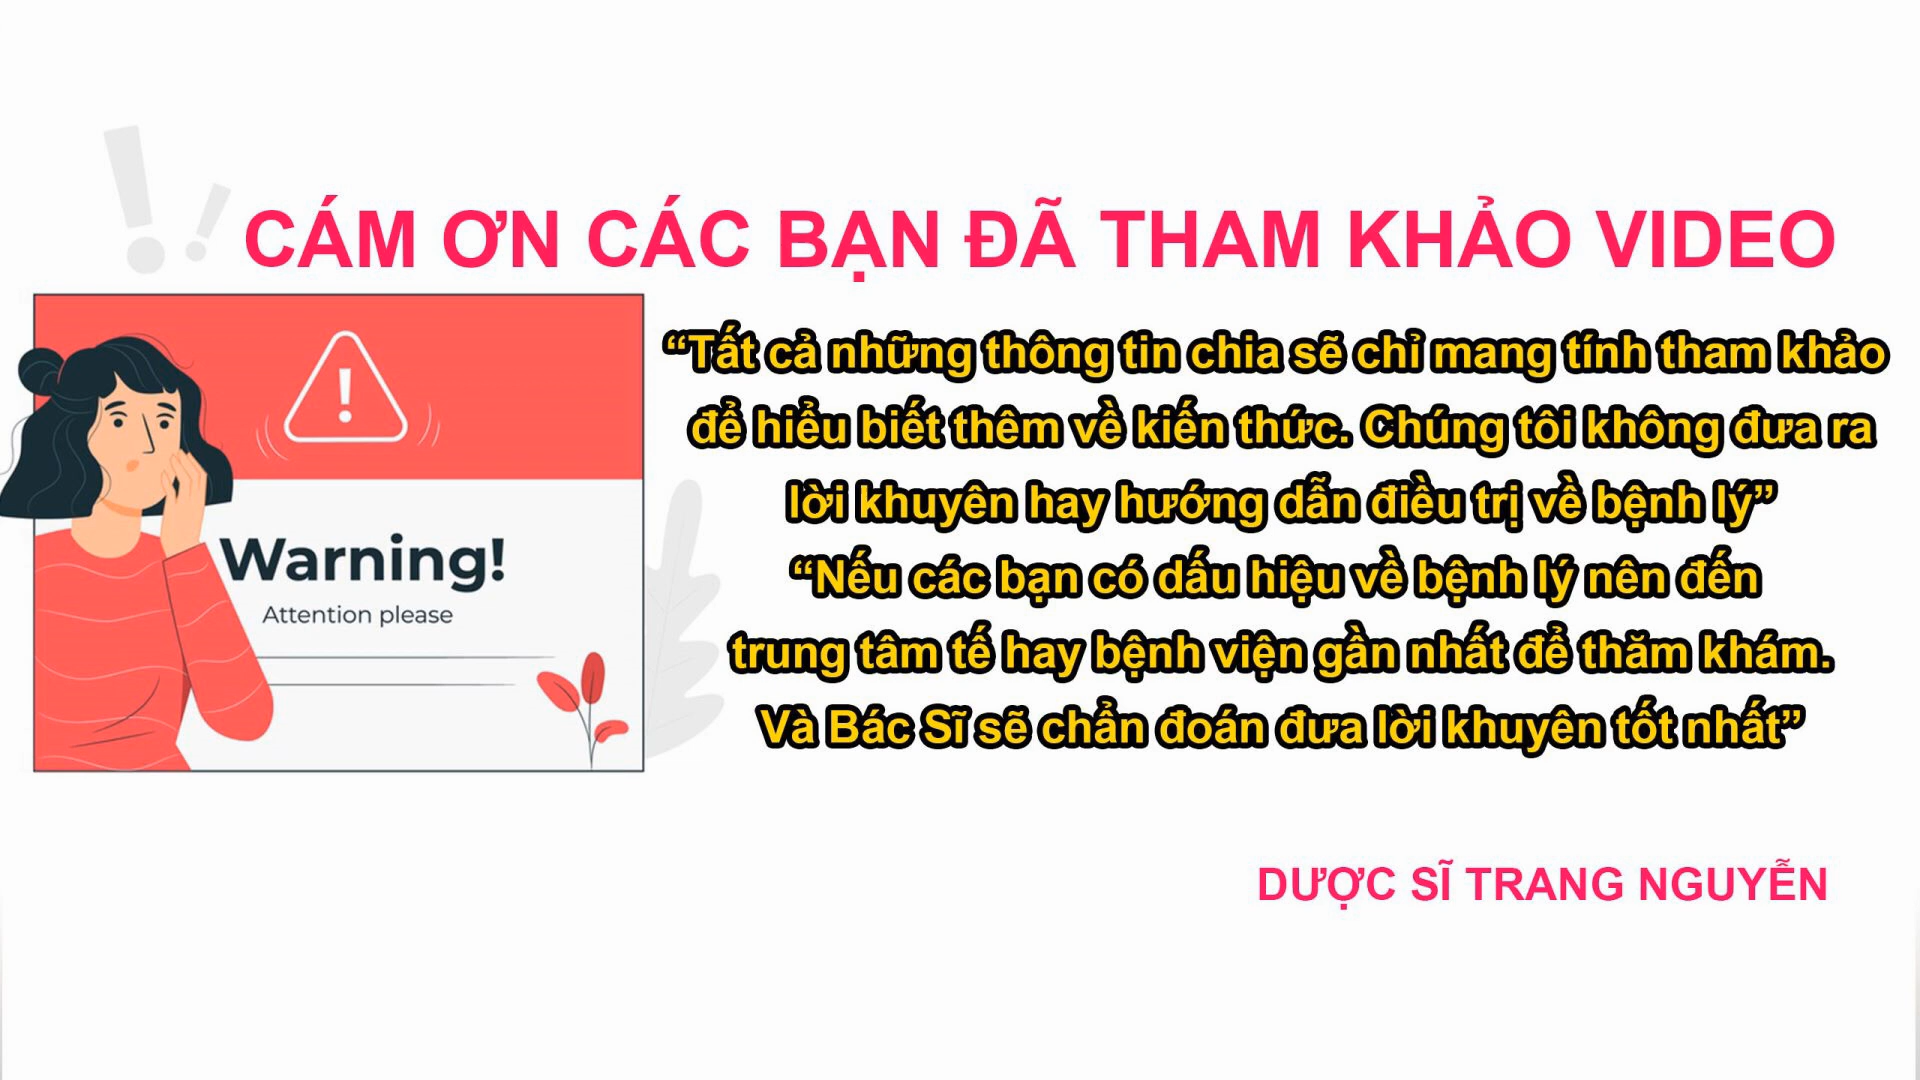 CÁM ƠN CÁC BẠN ĐÃ THAM KHẢO VIDEO
Warning!
Attention please
“Tất cả những thông tin chia sẽ chỉ mang tính tham khảo
để hiểu biết thêm về kiến thức. Chúng tôi không đưa ra
lời khuyên hay hướng dẫn điều trị về bệnh lý”
“Nếu các bạn có dấu hiệu về bệnh lý nên đến
trung tâm tế hay bệnh viện gần nhất để thăm khám.
Và Bác Sĩ sẽ chẩn đoán đưa lời khuyên tốt nhất”
DƯỢC SĨ TRANG NGUYỄN